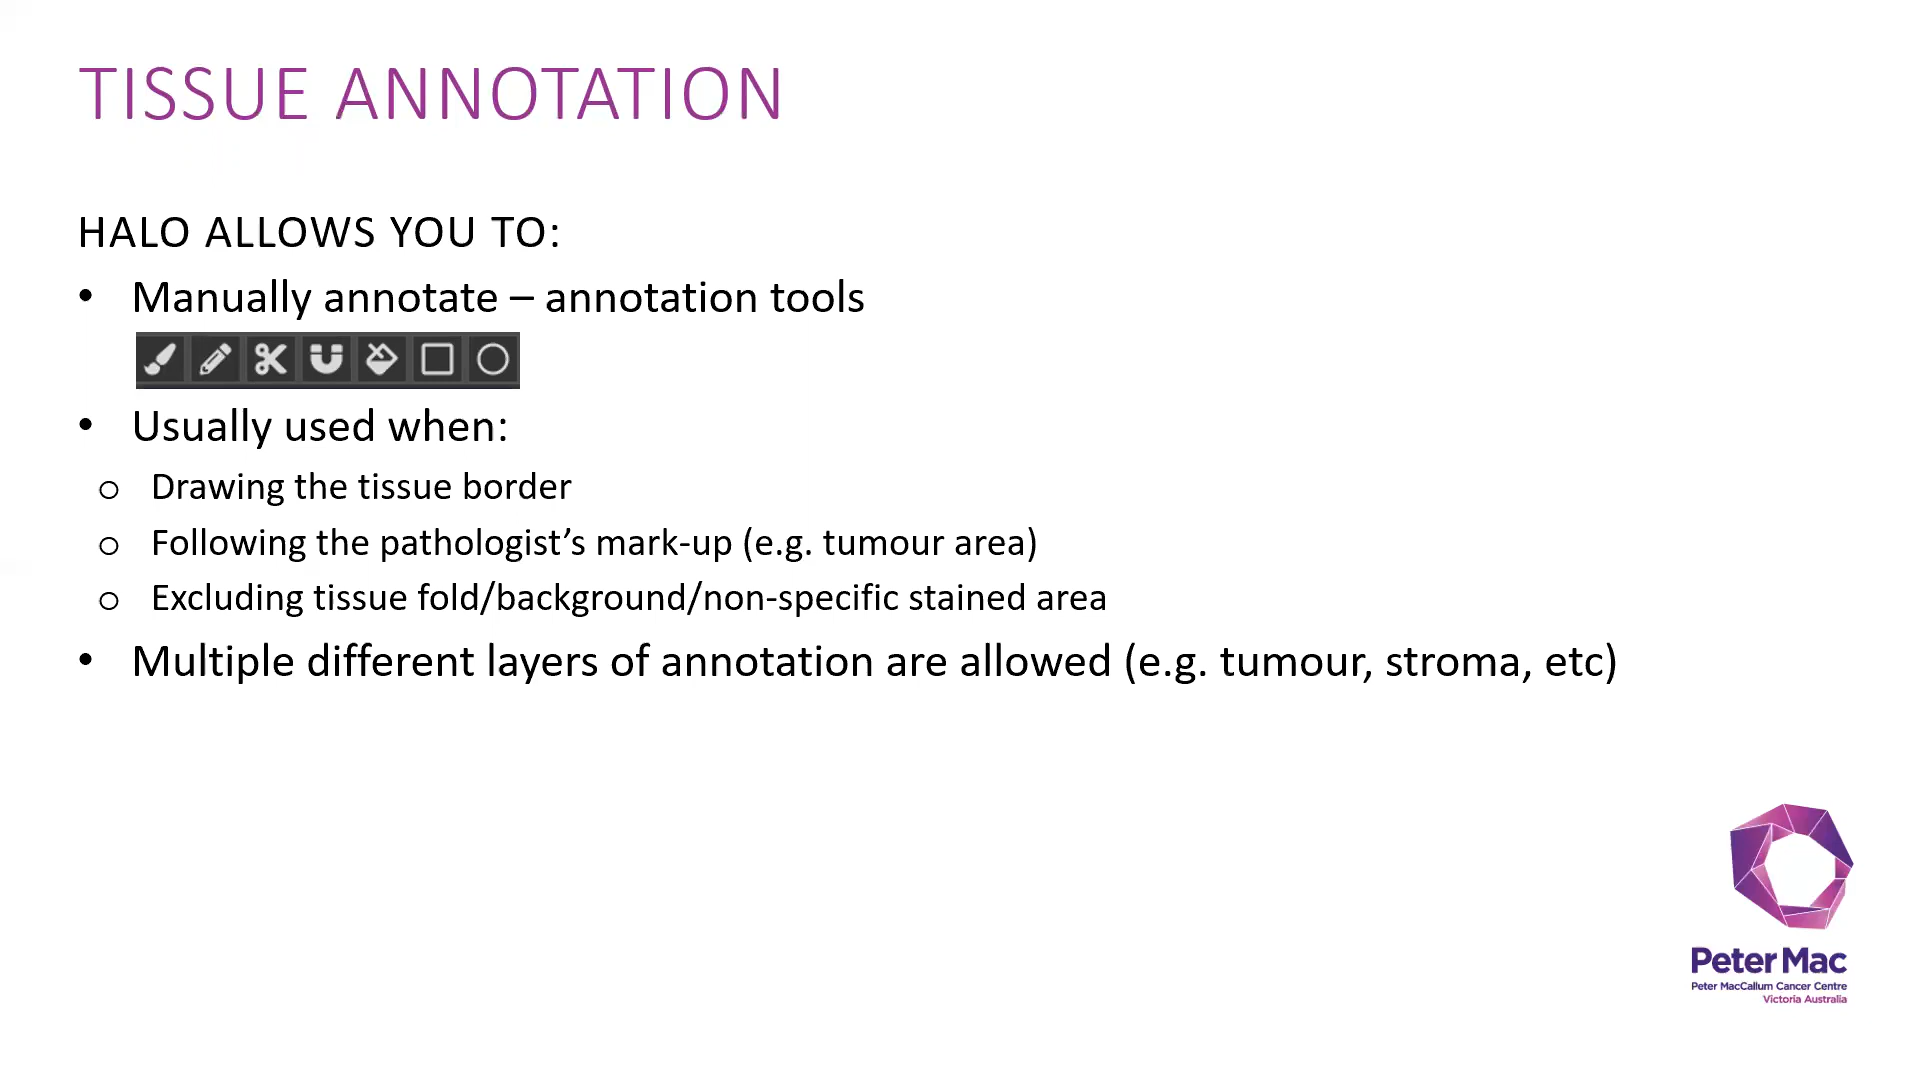 TISSUE ANNOTATION
HALO ALLOWS YOU TO:
• Manually annotate – annotation tools
• Usually used when:
o Drawing the tissue border
o Following the pathologist’s mark-up (e.g. tumour area)
o Excluding tissue fold/background/non-specific stained area
• Multiple different layers of annotation are allowed (e.g. tumour, stroma, etc)
Peter Mac
Peter MacCallum Cancer Centre
Victoria Australia